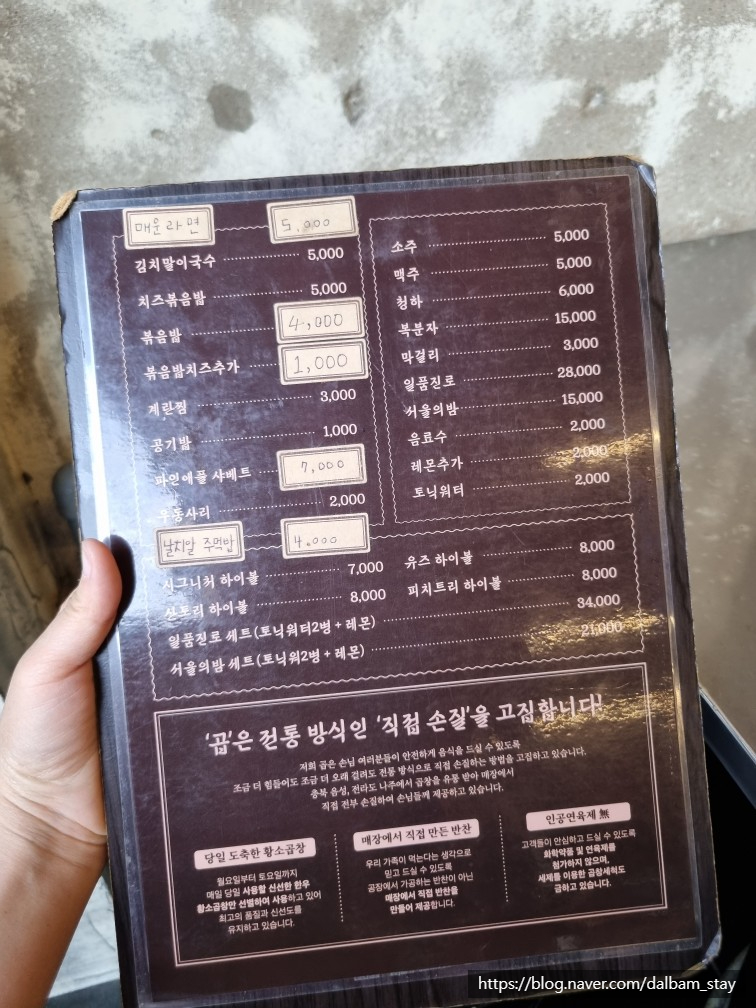 매운라면 5,000
김치말이국수 5,000
치즈볶음밥 5,000
볶음밥 4,000
볶음밥치즈추가 1,000
계란찜 3,000
공기밥 1,000
파인애플 샤베트 7,000
우동사리 2,000
날치알 주먹밥 4,000
소주 5,000
맥주 5,000
청하 6,000
복분자 15,000
막걸리 3,000
일품진로 28,000
서울의밤 15,000
음료수 2,000
레몬추가 2,000
토닉워터 2,000
시그니처 하이볼 7,000
산토리 하이볼 8,000
유즈 하이볼 8,000
피치트리 하이볼 8,000
일품진로 세트(토닉워터2병 + 레몬) 34,000
서울의밤 세트(토닉워2병 + 레몬) 21,000
'곱'은 전통 방식인 '직접 손질'을 고집합니다!
저희 곱은 손님 여러분들이 안전하게 음식을 드실 수 있도록
조금 더 힘들어도 조금 더 오래 걸려도 전통 방식으로 직접 손질하는 방법을 고집하고 있습니다.
충북 음성, 전라도 나주에서 곱창을 유통 받아 매장에서
직접 전부 손질하여 손님들께 제공하고 있습니다.
당일 도축한 황소곱창
월요일부터 토요일까지
매일 당일 사용할 신선한 한우
황소곱창만 선별하여 사용하고 있어
최고의 품질과 신선도를
유지하고 있습니다.
매장에서 직접 만든 반찬
우리 가족이 먹는다는 생각으로
믿고 드실 수 있도록
공장에서 가공하는 반찬이 아닌
매장에서 직접 반찬을
만들어 제공합니다.
인공연육제 無
고객들이 안심하고 드실 수 있도록
화학약품 및 연육제를
첨가하지 않으며,
세제를 이용한 곱창세척도
금하고 있습니다.
https://blog.naver.com/dalbam_stay